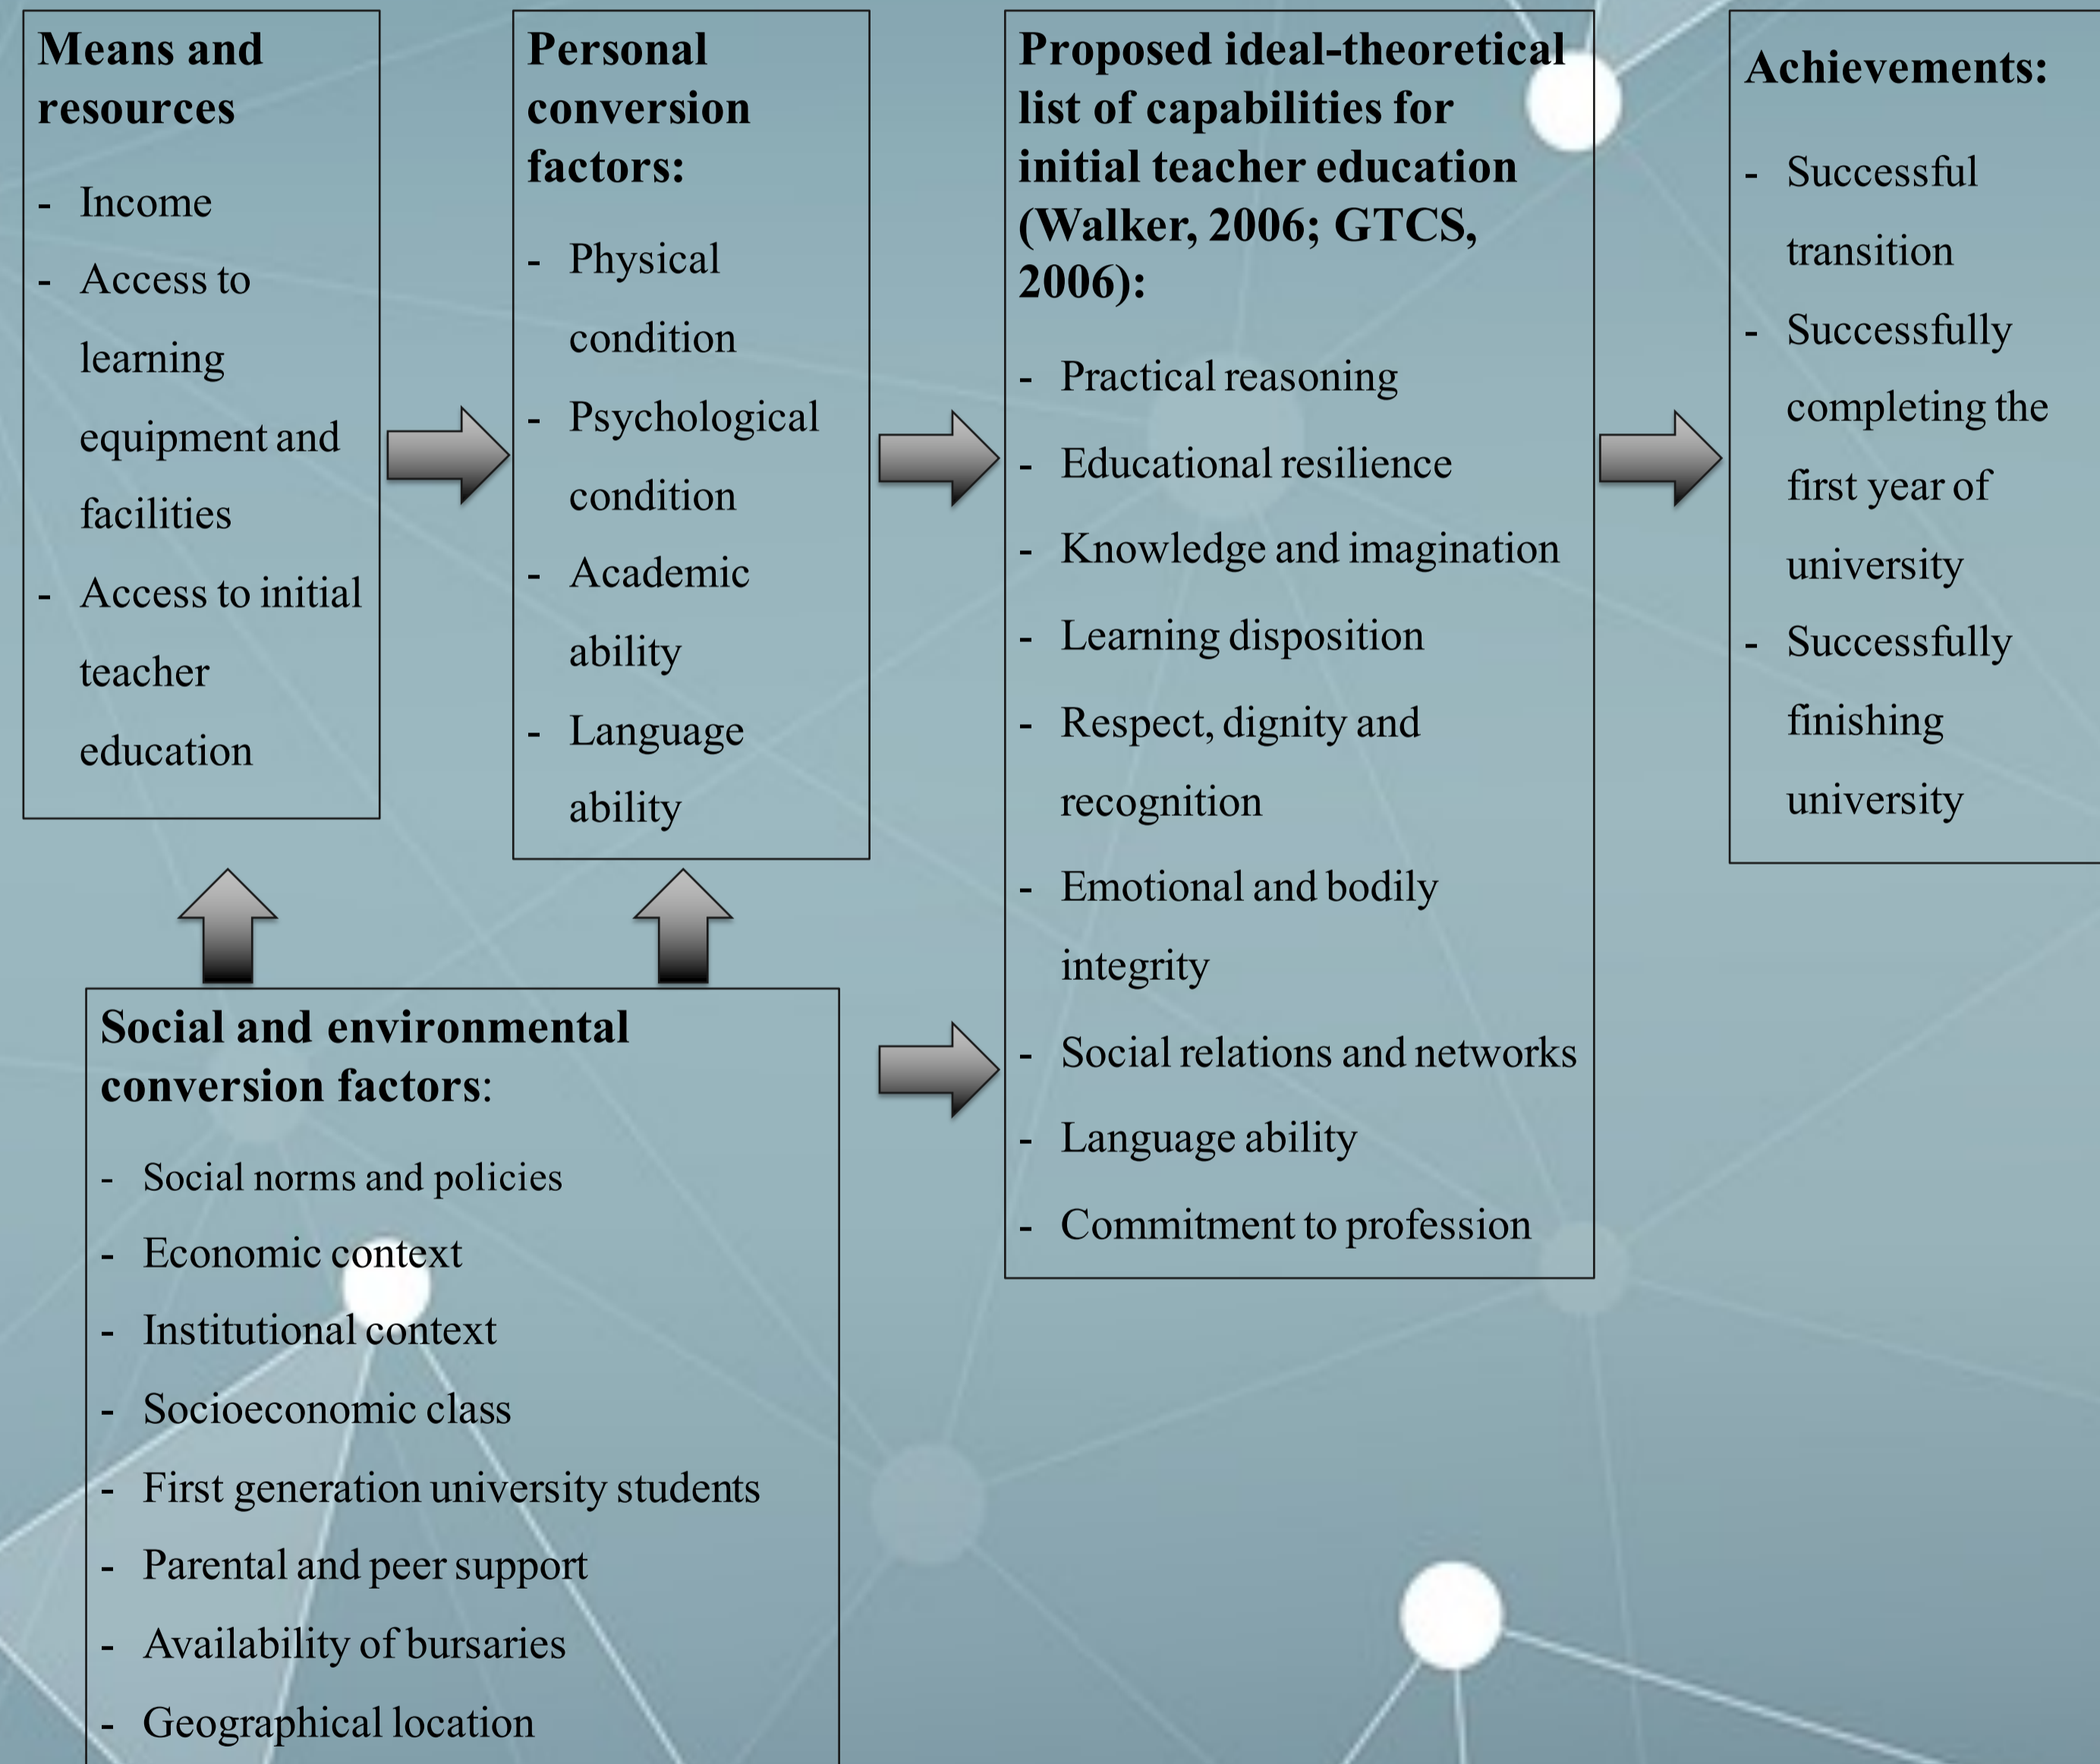 Means and
resources
- Income
- Access to
learning
equipment and
facilities
- Access to initial
teacher
education
Personal
conversion
factors:
- Physical
condition
- Psychological
condition
- Academic
ability
- Language
ability
Proposed ideal-theoretical
list of capabilities for
initial teacher education
(Walker, 2006; GTCS,
2006):
- Practical reasoning
- Educational resilience
- Knowledge and imagination
- Learning disposition
- Respect, dignity and
recognition
- Emotional and bodily
integrity
- Social relations and networks
- Language ability
- Commitment to profession
Achievements:
- Successful
transition
- Successfully
completing the
first year of
university
- Successfully
finishing
university
Social and environmental
conversion factors:
- Social norms and policies
- Economic context
- Institutional context
- Socioeconomic class
- First generation university students
- Parental and peer support
- Availability of bursaries
- Geographical location